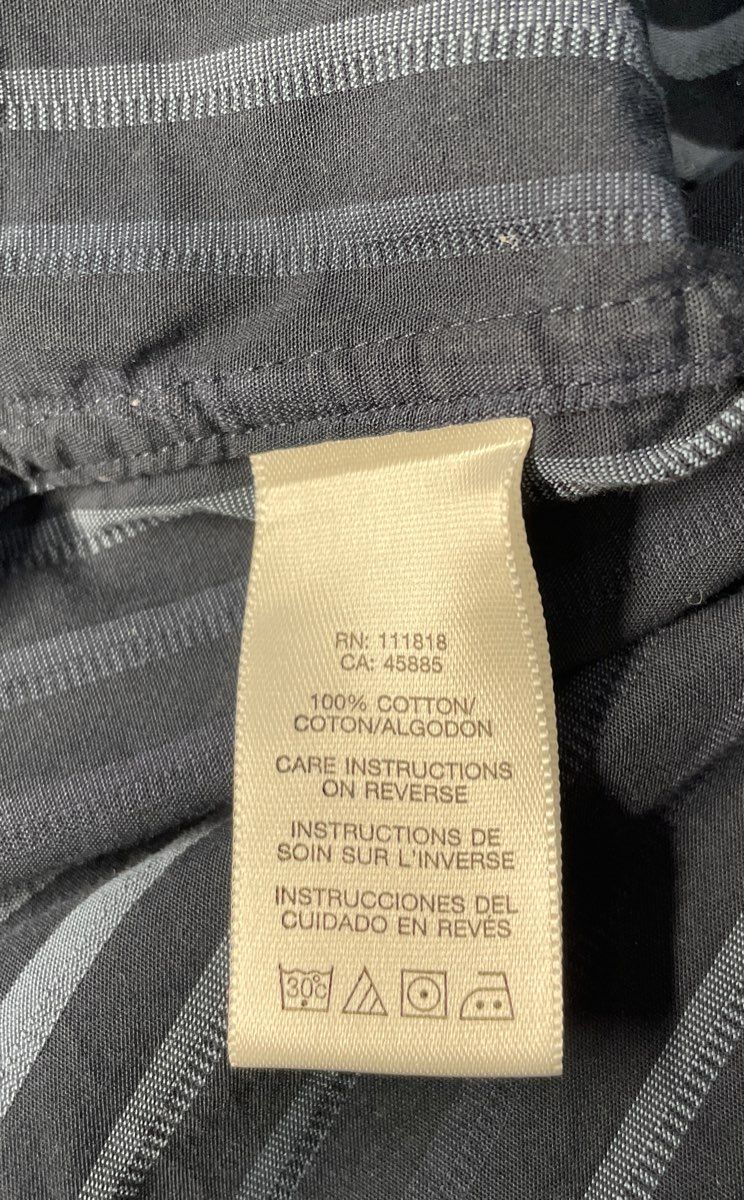 RN: 111818
CA: 45885
100% COTTON/
COTON/ALGODON
CARE INSTRUCTIONS
ON REVERSE
INSTRUCTIONS DE
SOIN SUR L'INVERSE
INSTRUCCIONES DEL
CUIDADO EN REVÉS
30°C